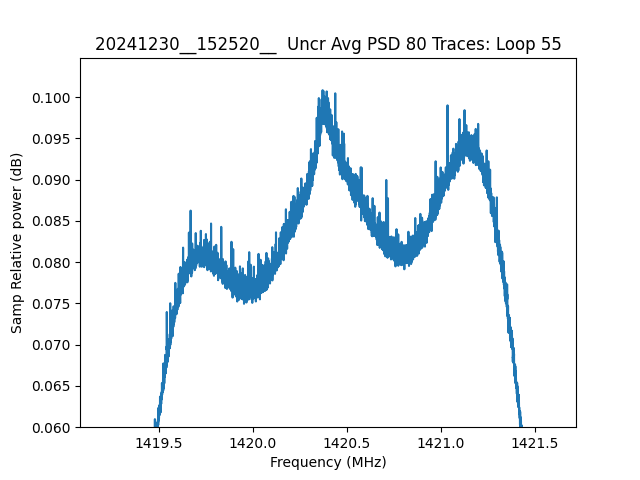 20241230__152520__  Uncr Avg PSD 80 Traces: Loop 55
Samp Relative power (dB)
0.100
0.095
0.090
0.085
0.080
0.075
0.070
0.065
0.060
1419.5 1420.0 1420.5 1421.0 1421.5
Frequency (MHz)